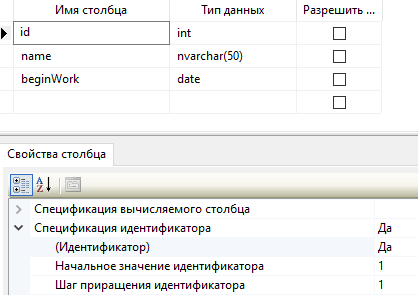 Имя столбца Тип данных Разрешить ...
id int
name nvarchar(50)
beginWork date
Свойства столбца
Спецификация вычисляемого столбца
Спецификация идентификатора Да
(Идентификатор) Да
Начальное значение идентификатора 1
Шаг приращения идентификатора 1